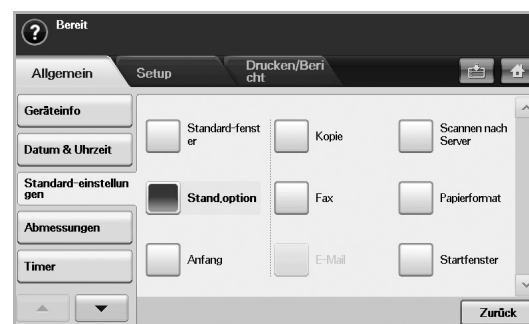 Bereit
Allgemein
Setup
Drucken/Beri
cht
Geräteinfo
Datum & Uhrzeit
Standard-einstellun
gen
Abmessungen
Timer
Standard-fenst
er
Kopie
Scannen nach
Server
Stand.option
Fax
Papierformat
Anfang
E-Mail
Startfenster
Zurück